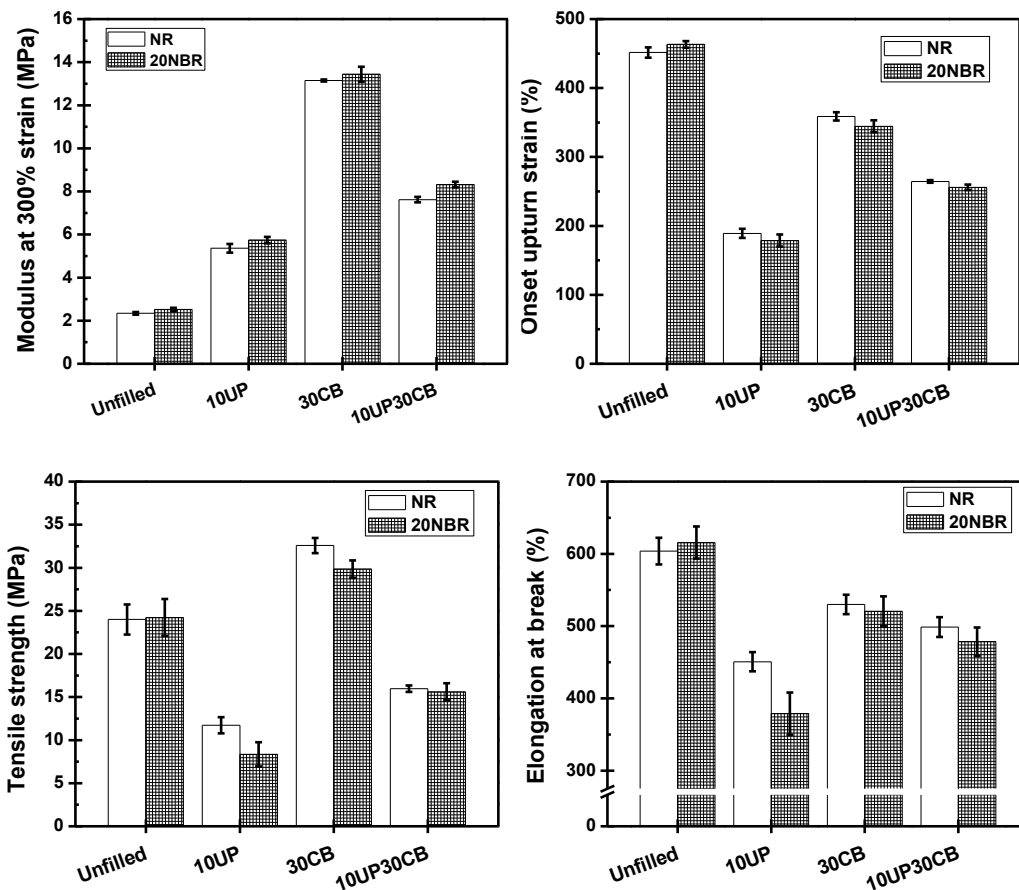 Modulus at 300% strain (MPa)
16
14
12
10
8
6
4
2
0
NR
20NBR
Unfilled
10UP
30CB
10UP30CB
Onset upturn strain (%)
500
400
300
200
100
0
NR
20NBR
Unfilled
10UP
30CB
10UP30CB
Tensile strength (MPa)
40
35
30
25
20
15
10
5
0
NR
20NBR
Unfilled
10UP
30CB
10UP30CB
Elongation at break (%)
700
600
500
400
300
0
NR
20NBR
Unfilled
10UP
30CB
10UP30CB